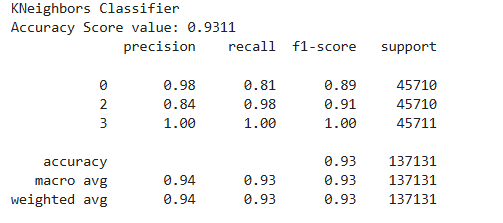 KNeighbors Classifier
Accuracy Score value: 0.9311
precision recall f1-score support
0 0.98 0.81 0.89 45710
2 0.84 0.98 0.91 45710
3 1.00 1.00 1.00 45711
accuracy 0.93 137131
macro avg 0.94 0.93 0.93 137131
weighted avg 0.94 0.93 0.93 137131